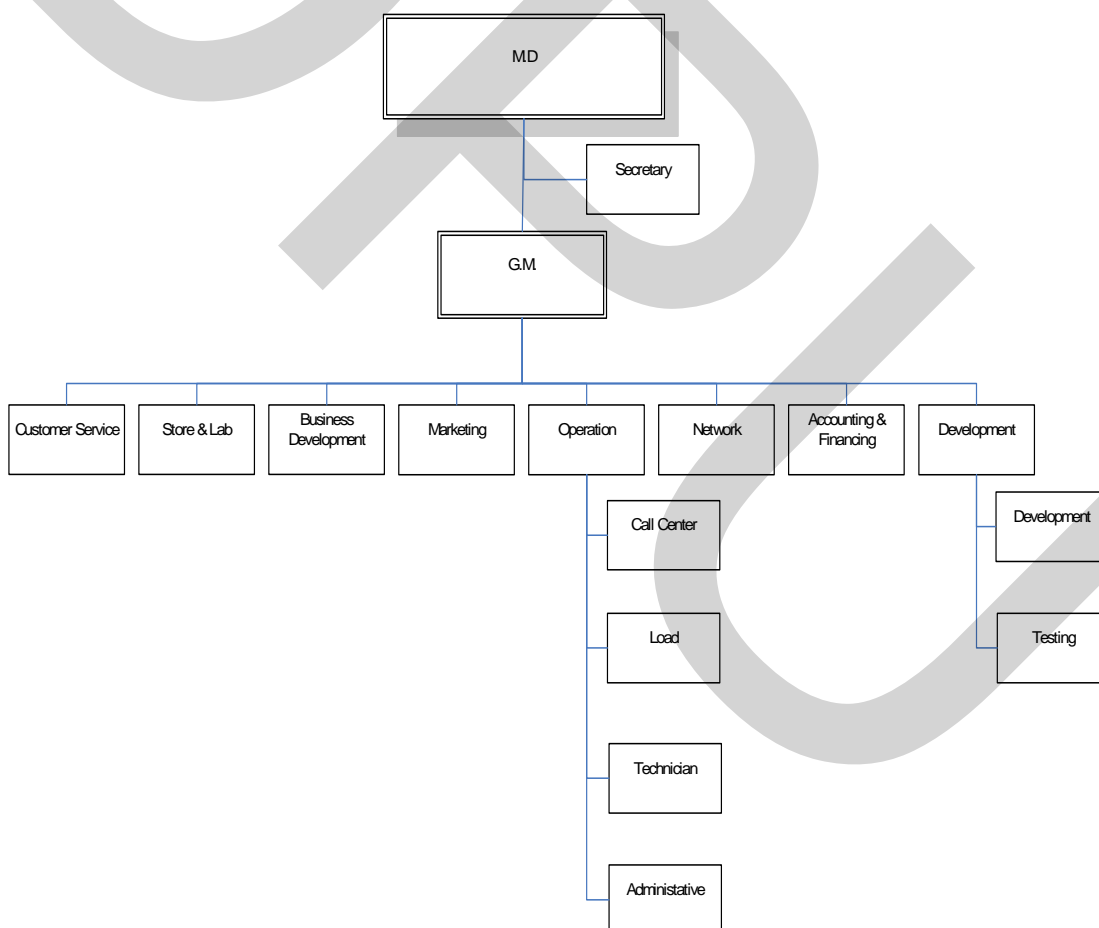 M.D
Secretary
G.M.
Customer Service
Store & Lab
Business
Development
Marketing
Operation
Network
Accounting &
Financing
Development
Call Center
Development
Load
Testing
Technician
Administative